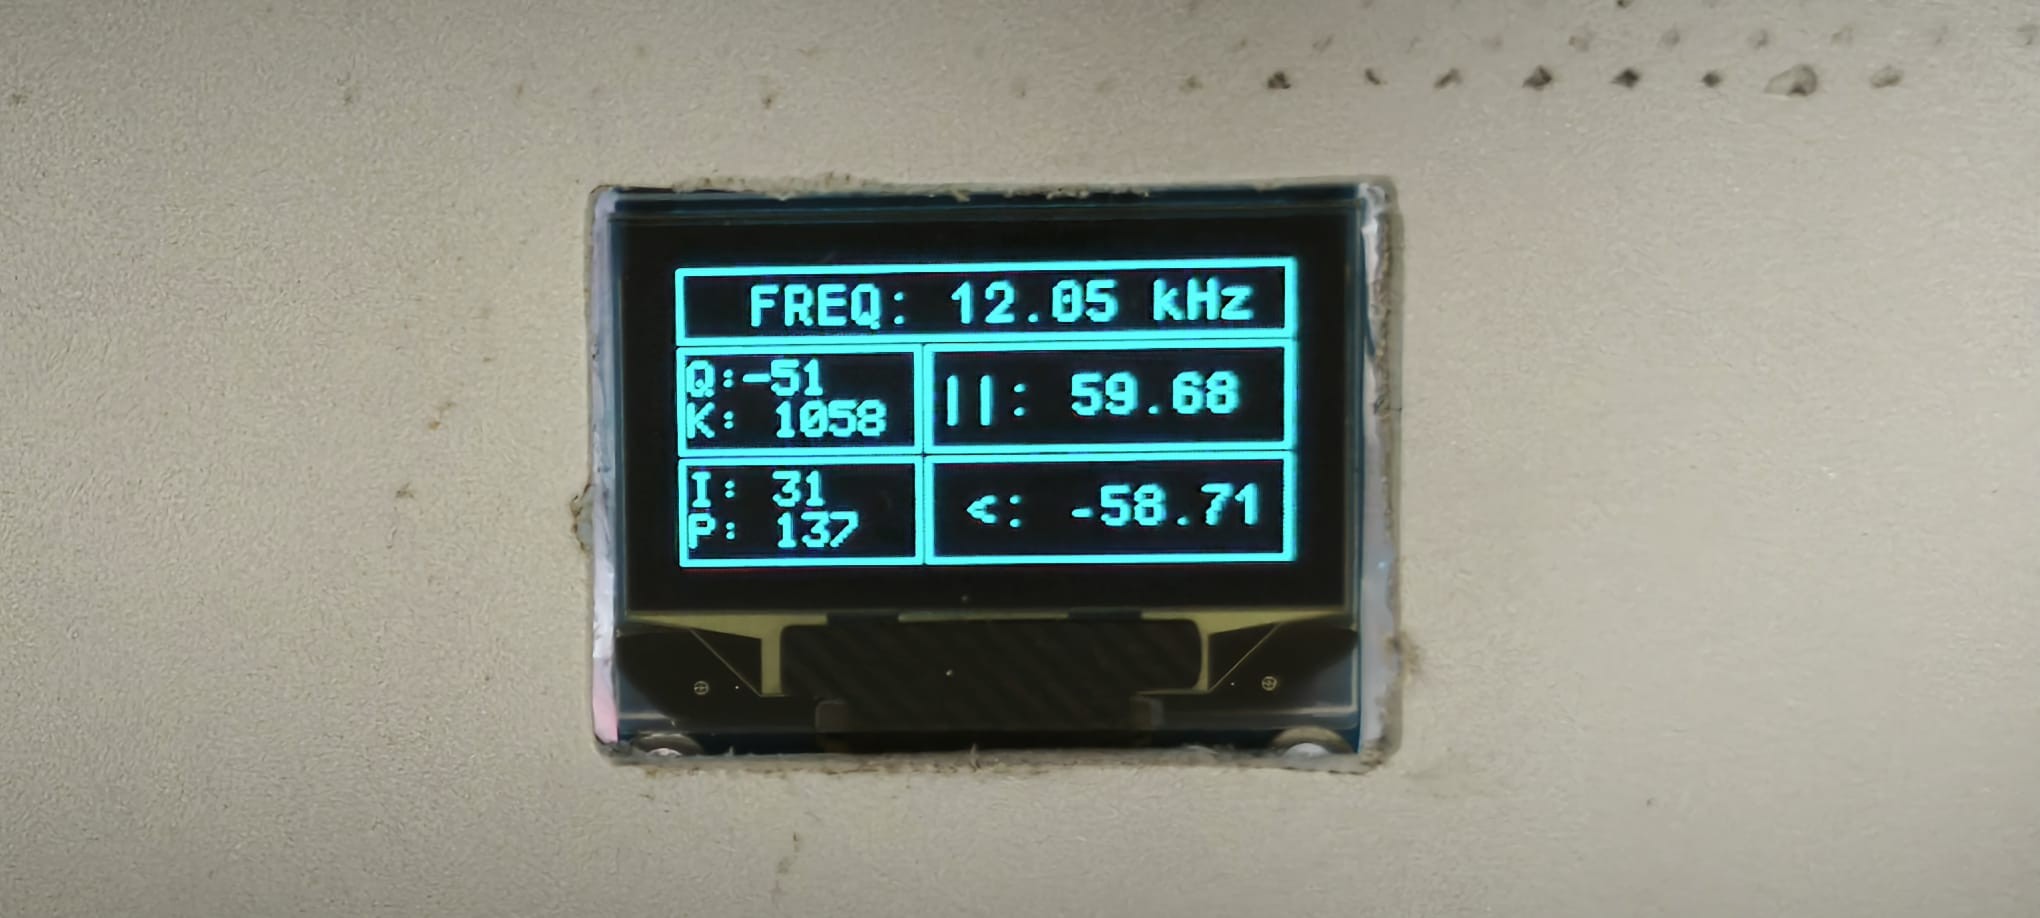 FREQ: 12.05 kHz
Q:-51
K: 1058
||: 59.68
I: 31
P: 137
<: -58.71